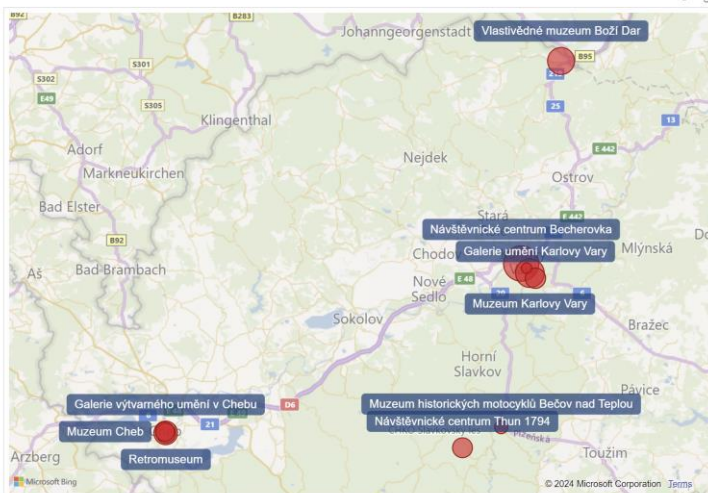 B92
B283
Johanngeorgenstadt
Vlastivědné muzeum Boží Dar
B95
S301
S302
E49
S305
25
13
Klingenthal
Adorf
Markneukirchen
Nejdek
E 442
Ostrov
Bad Elster
Stará
E 442
Návštěvnické centrum Becherovka
B92
Galerie umění Karlovy Vary
Mlýnská
Chodov
Aš
Bad Brambach
E 48
Nové
Sedlo
6
Muzeum Karlovy Vary
Sokolov
Bražec
Horní
Slavkov
Pávice
Galerie výtvarného umění v Chebu
D6
Muzeum historických motocyklů Bečov nad Teplou
21
Návštěvnické centrum Thun 1794
Muzeum Cheb
Plzeňská
Arzberg
Retromuseum
Toužim
Microsoft Bing
© 2024 Microsoft Corporation Terms